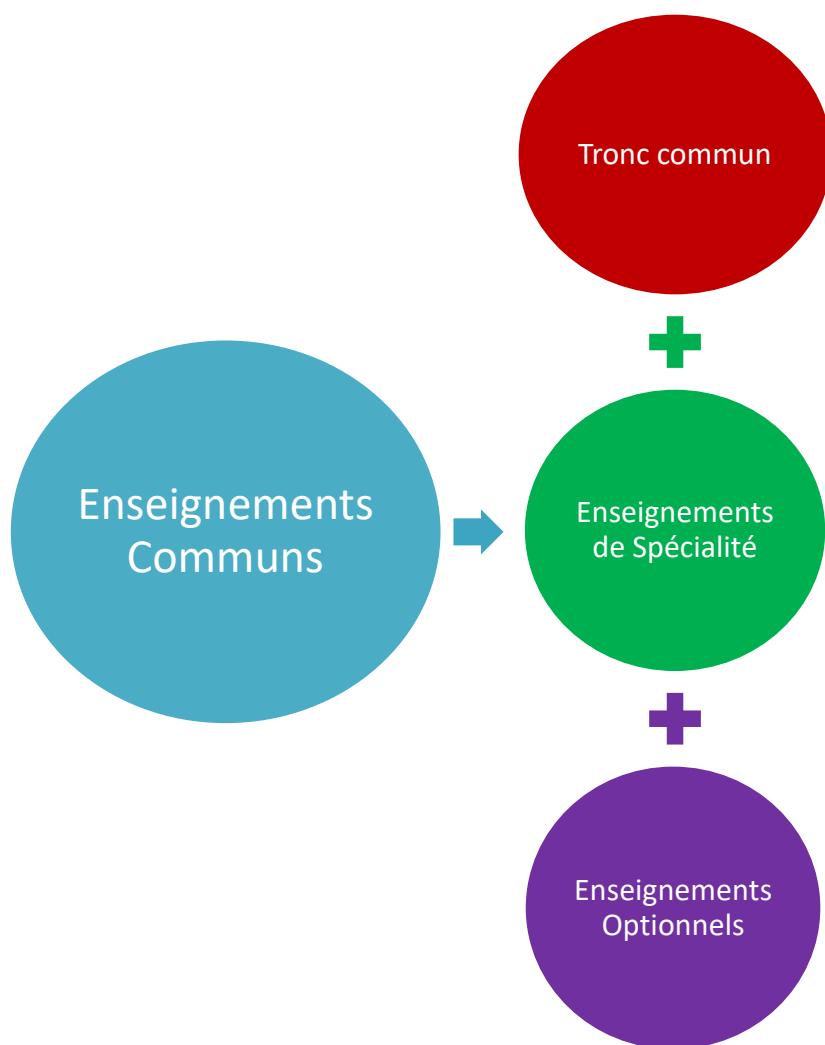 Enseignements
Communs
Tronc commun
Enseignements
de Spécialité
Enseignements
Optionnels